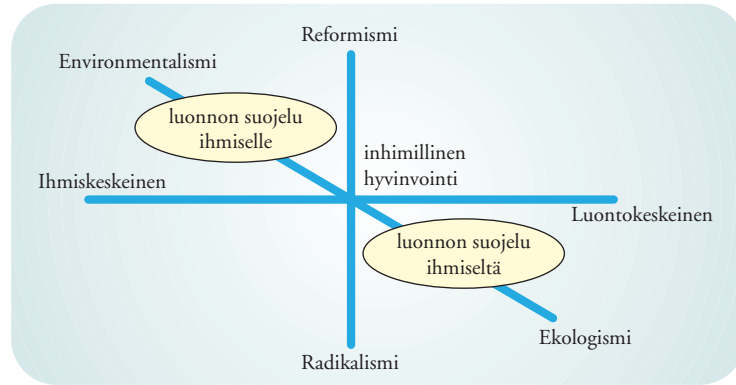 Reformismi
Environmentalismi
luonnon suojelu
ihmiselle
inhimillinen
hyvinvointi
Ihmiskeskeinen
Luontokeskeinen
luonnon suojelu
ihmiseltä
Ekologismi
Radikalismi